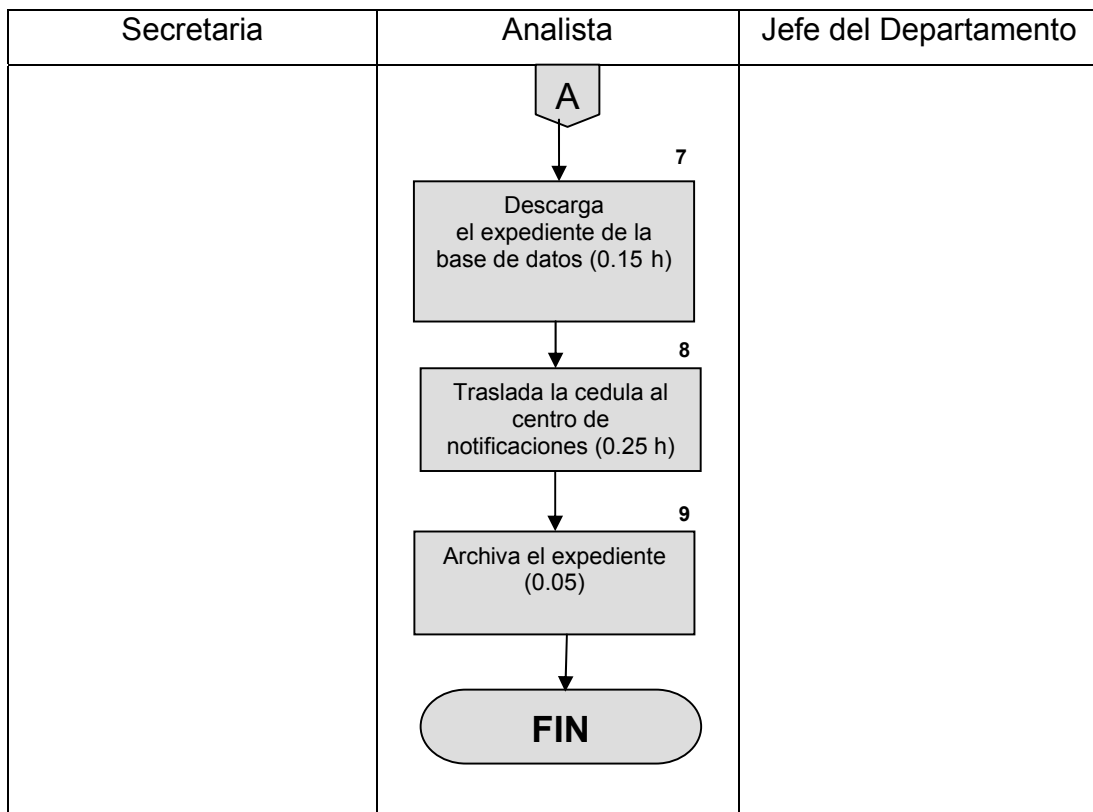 Secretaria
Analista
Jefe del Departamento
A
7
Descarga
el expediente de la
base de datos (0.15 h)
8
Traslada la cedula al
centro de
notificaciones (0.25 h)
9
Archiva el expediente
(0.05)
FIN